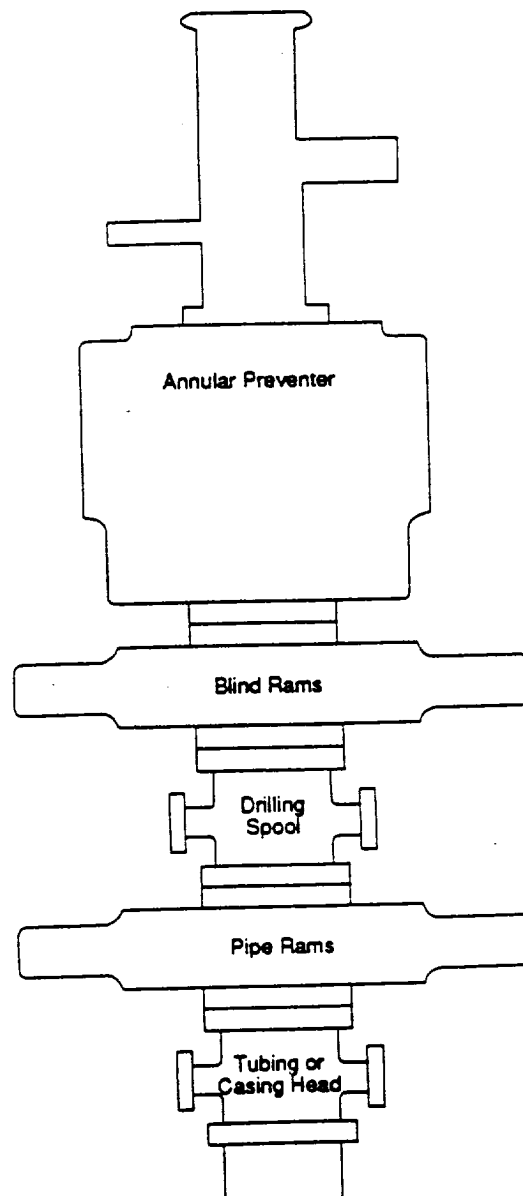 Annular Preventer
Blind Rams
Drilling
Spool
Pipe Rams
Tubing or
Casing Head